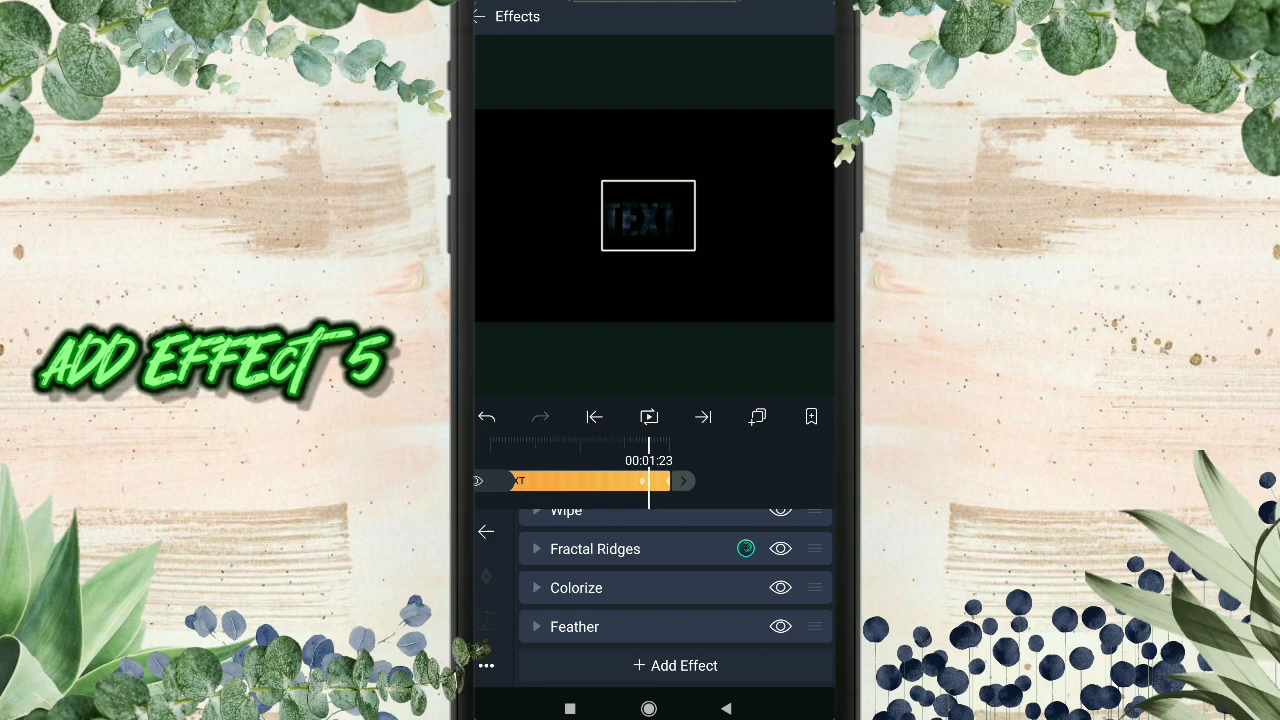 Effects
TEXT
ADD EFFECT 5
00:01:23
XT
Wipe
Fractal Ridges
Colorize
Feather
+ Add Effect